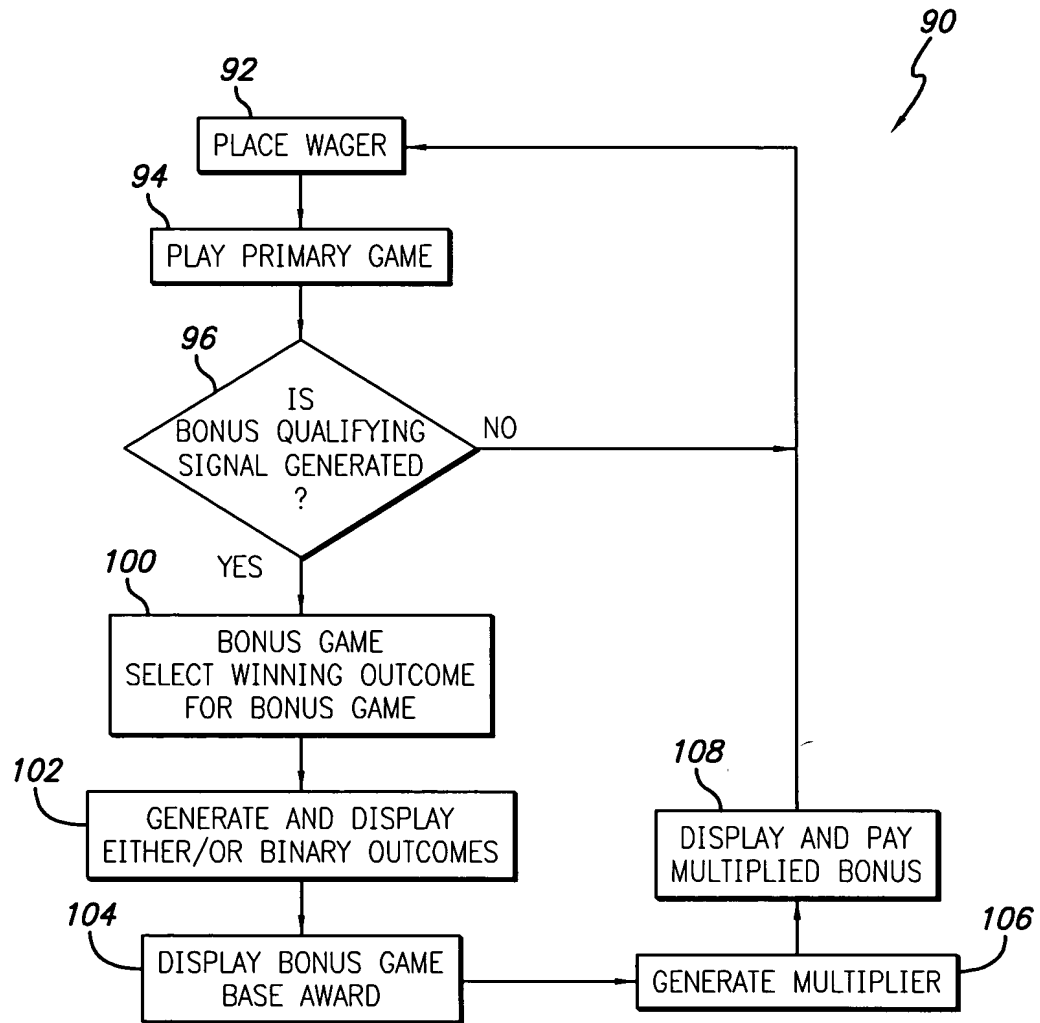 90
92
PLACE WAGER
94
PLAY PRIMARY GAME
96
IS
BONUS QUALIFYING
SIGNAL GENERATED
?
NO
YES
100
BONUS GAME
SELECT WINNING OUTCOME
FOR BONUS GAME
102
GENERATE AND DISPLAY
EITHER/OR BINARY OUTCOMES
104
DISPLAY BONUS GAME
BASE AWARD
106
GENERATE MULTIPLIER
108
DISPLAY AND PAY
MULTIPLIED BONUS